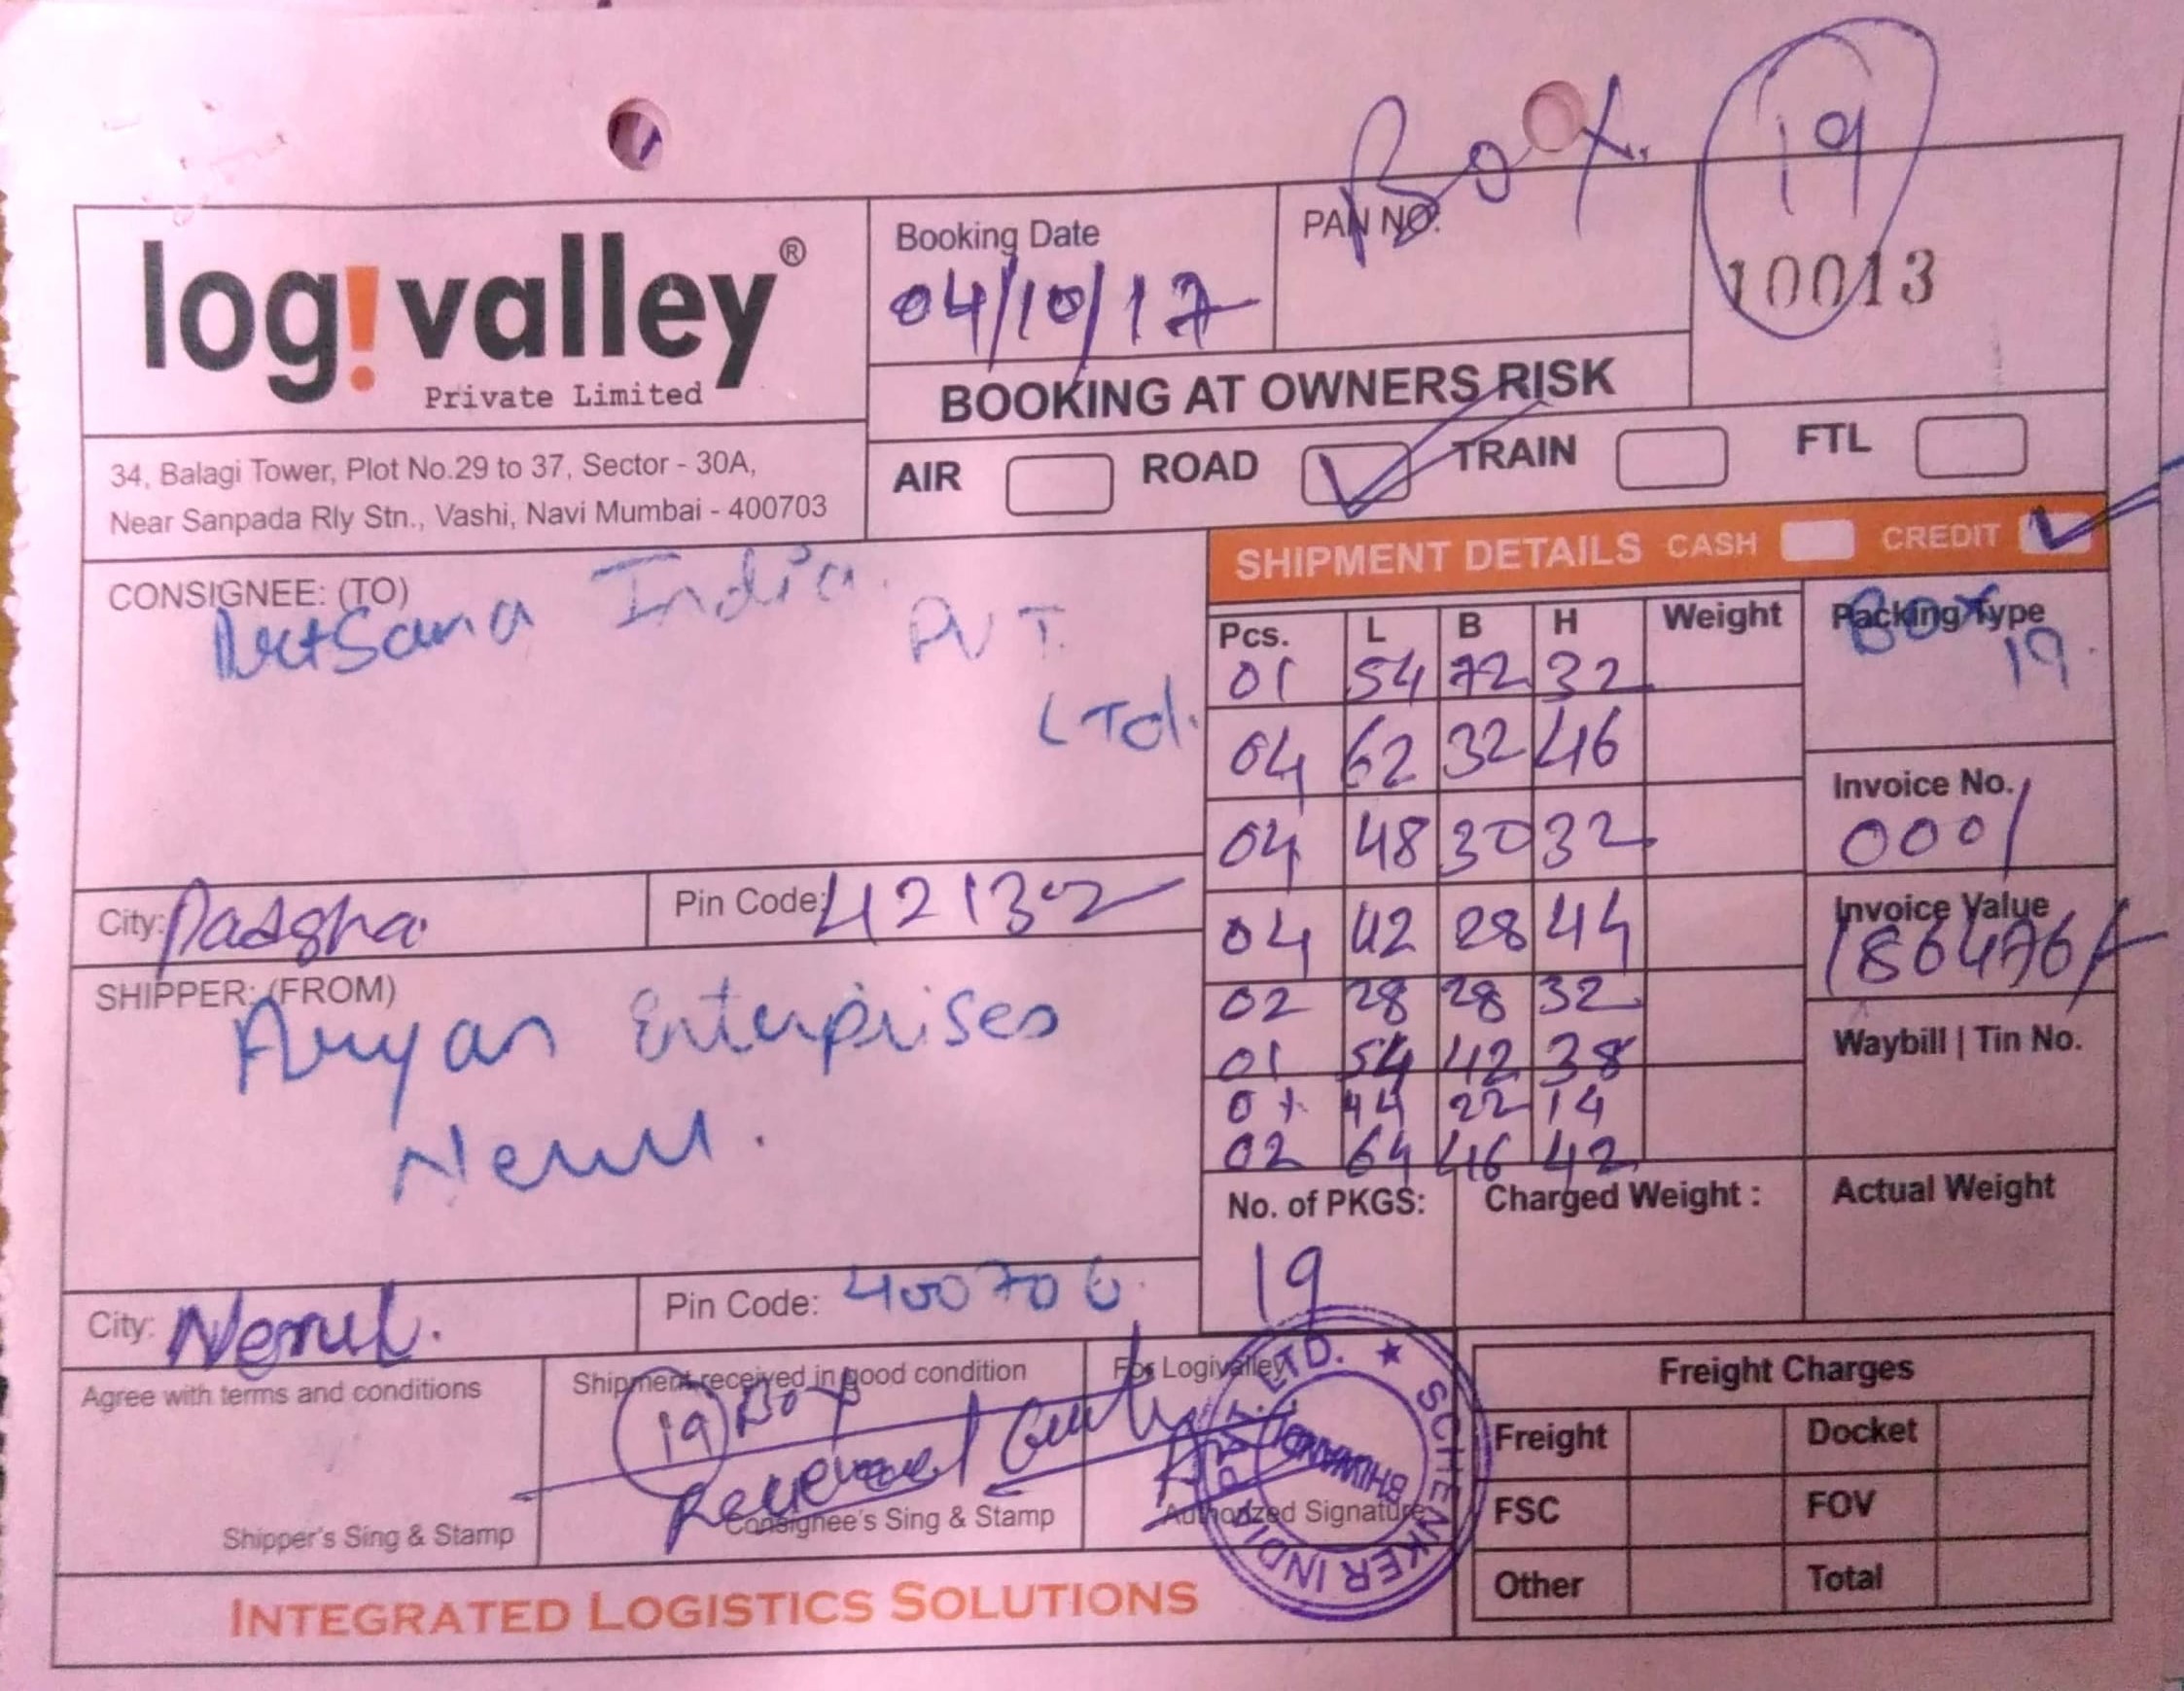 Box. 19
log!valley®
Private Limited
34, Balagi Tower, Plot No.29 to 37, Sector - 30A,
Near Sanpada Rly Stn., Vashi, Navi Mumbai - 400703
Booking Date
04/10/17
PAN NO:
10013
BOOKING AT OWNERS RISK
AIR ROAD TRAIN FTL
CONSIGNEE: (TO)
India
PVT.
LTd.
City: Padgha.
Pin Code: 421302
SHIPPER: (FROM)
Aryan Enterprises
Nerul.
City: Nerul.
Pin Code: 400706
SHIPMENT DETAILS CASH CREDIT
Pcs. L B H Weight
01 54 72 32
04 62 32 46
04 48 30 32
04 42 28 44
02 28 28 32
01 54 42 38
01 44 22 14
02 64 46 42
Packing Type
Box
19.
Invoice No.
0001
Invoice Value
186476/-
Waybill | Tin No.
No. of PKGS:
19
Charged Weight :
Actual Weight
Agree with terms and conditions
Shipper's Sing & Stamp
Shipment received in good condition
19 Box
Received
Consignee's Sing & Stamp
For Logivalley
Authorized Signature
SCHENKER INDIA PVT. LTD. ★
BHIWANDI
Freight Charges
Freight Docket
FSC FOV
Other Total
INTEGRATED LOGISTICS SOLUTIONS